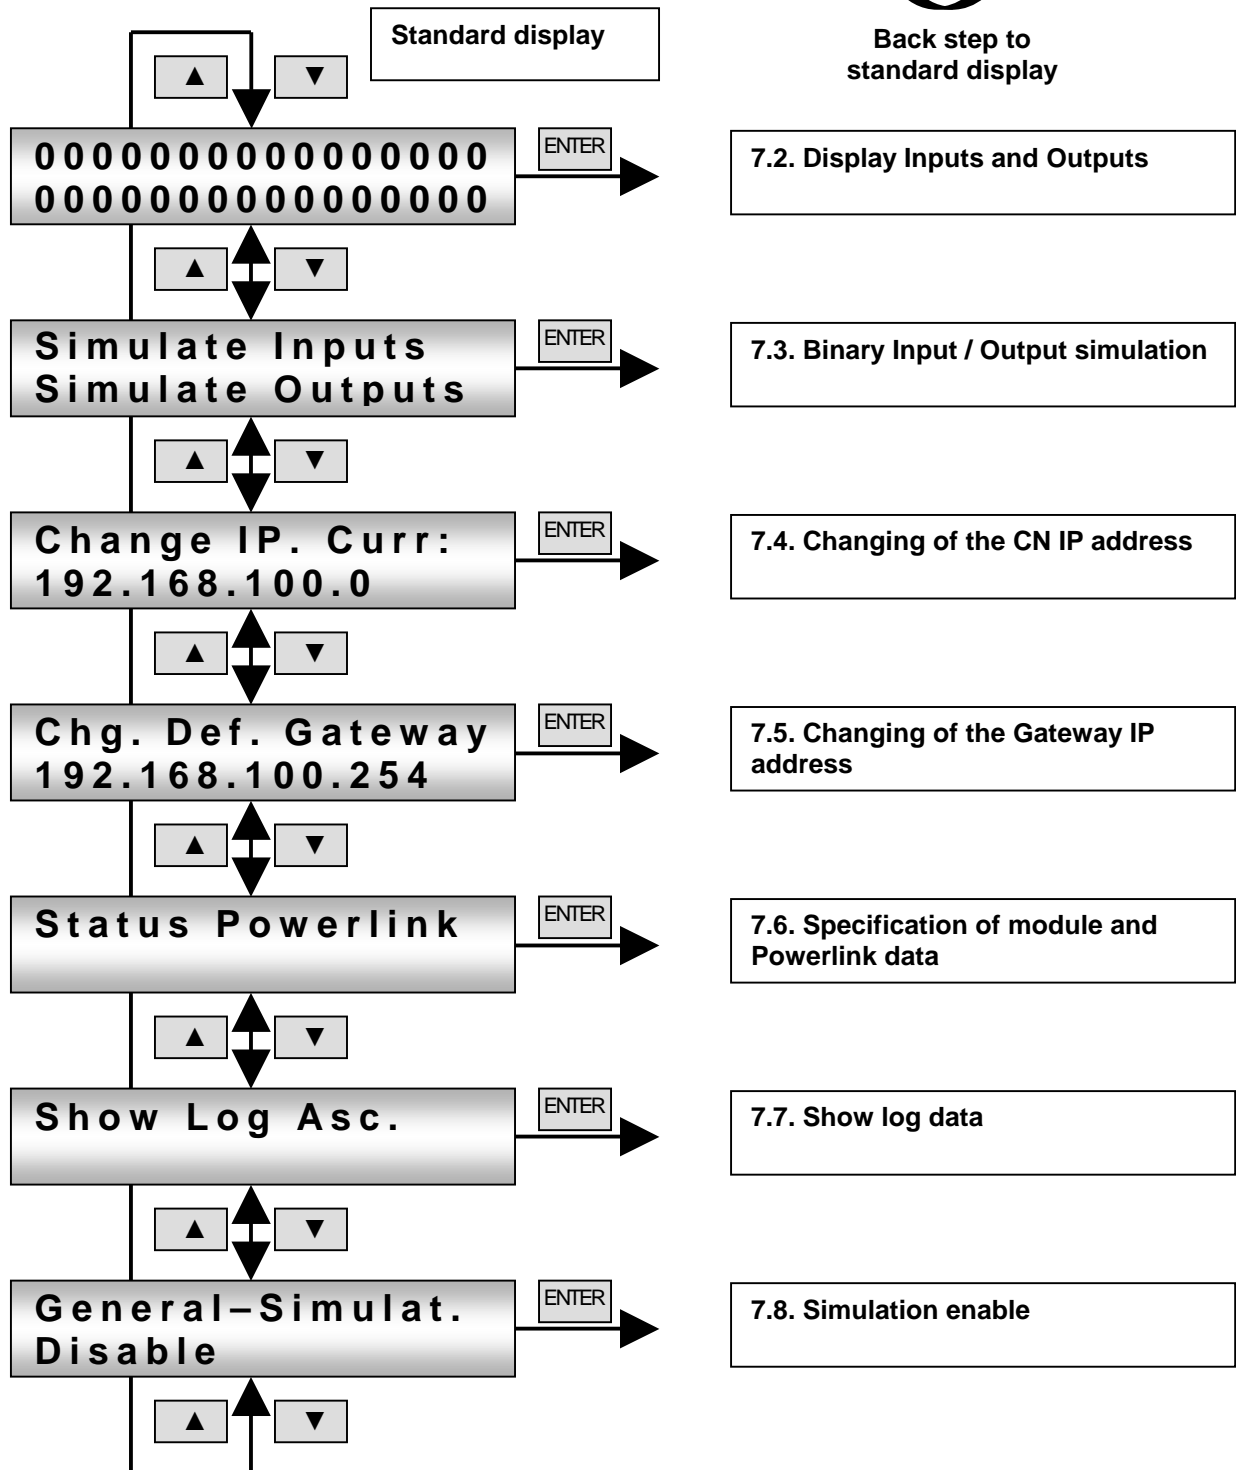 Standard display
Back step to
standard display
▲ ▼
0000000000000000
0000000000000000
ENTER
7.2. Display Inputs and Outputs
▲ ▼
Simulate Inputs
Simulate Outputs
ENTER
7.3. Binary Input / Output simulation
▲ ▼
Change IP. Curr:
192.168.100.0
ENTER
7.4. Changing of the CN IP address
▲ ▼
Chg. Def. Gateway
192.168.100.254
ENTER
7.5. Changing of the Gateway IP
address
▲ ▼
Status Powerlink
ENTER
7.6. Specification of module and
Powerlink data
▲ ▼
Show Log Asc.
ENTER
7.7. Show log data
▲ ▼
General–Simulat.
Disable
ENTER
7.8. Simulation enable
▲ ▼